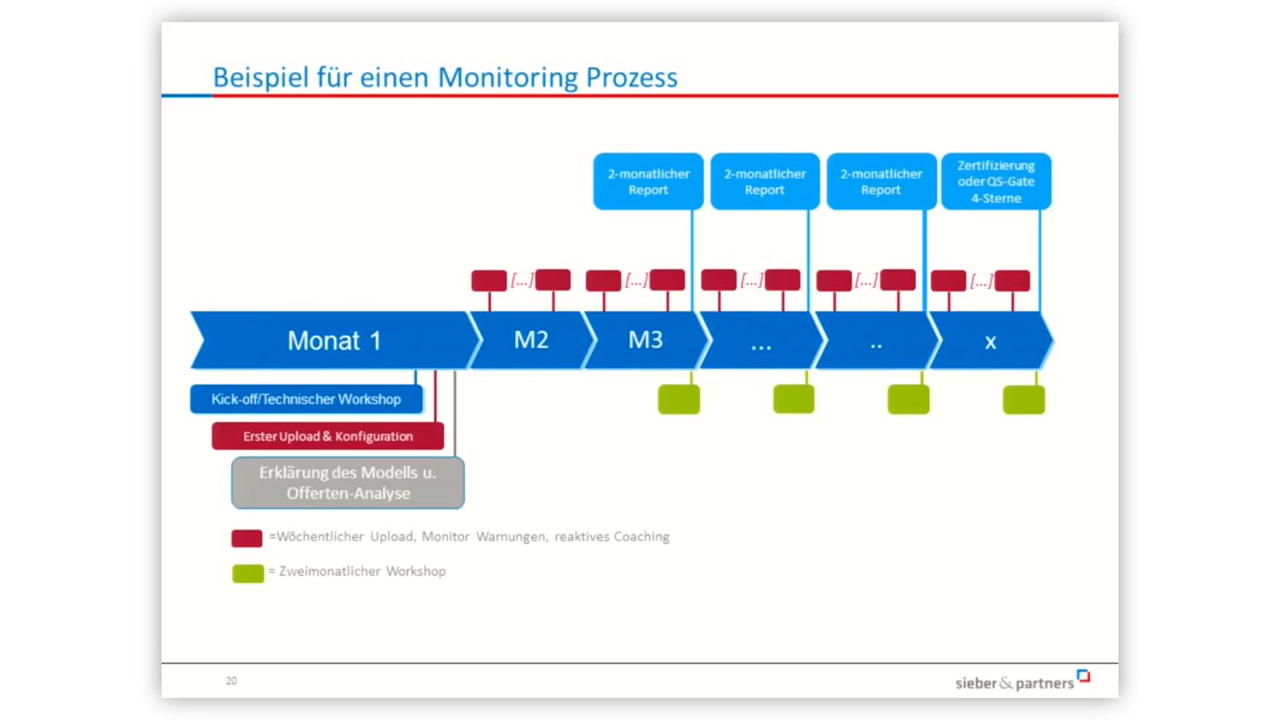 Beispiel für einen Monitoring Prozess
2-monatlicher
Report
2-monatlicher
Report
2-monatlicher
Report
Zertifizierung
oder QS-Gate
4-Sterne
[...]
[...]
[...]
[...]
[...]
Monat 1
M2
M3
...
..
x
Kick-off/Technischer Workshop
Erster Upload & Konfiguration
Erklärung des Modells u.
Offerten-Analyse
=Wöchentlicher Upload, Monitor Warnungen, reaktives Coaching
= Zweimonatlicher Workshop
20
sieber&partners